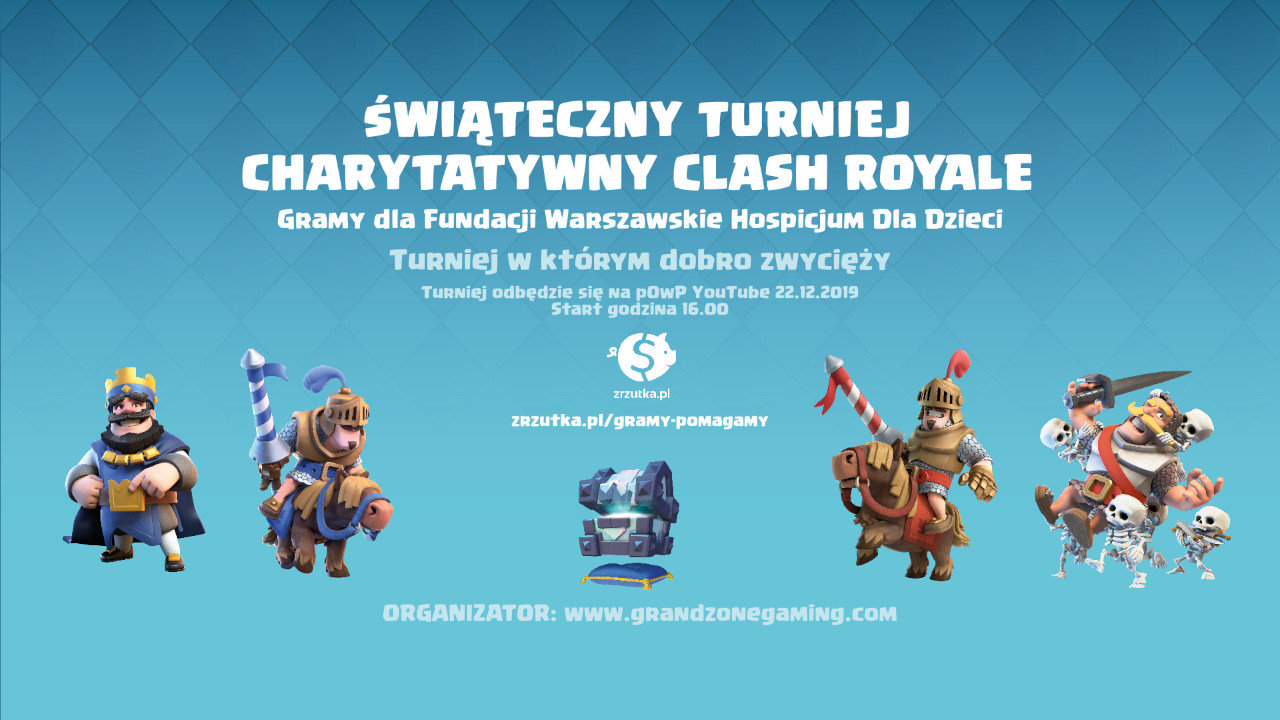 ŚWIĄTECZNY TURNIEJ
CHARYTATYWNY CLASH ROYALE
Gramy dla Fundacji Warszawskie Hospicjum Dla Dzieci
Turniej w którym dobro zwycięży
Turniej odbędzie się na pOwP YouTube 22.12.2019
Start godzina 16.00
zrzutka.pl
zrzutka.pl/gramy-pomagamy
ORGANIZATOR: www.grandzonegaming.com